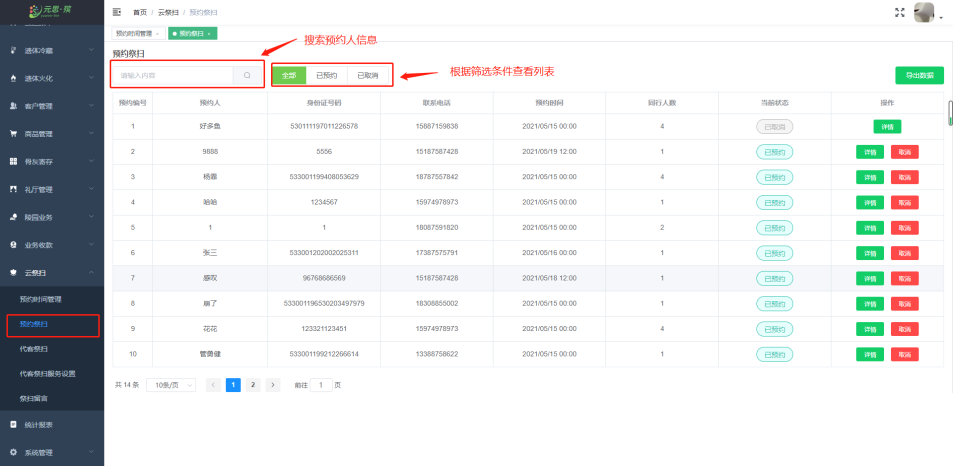 元思·殡
首页 / 云祭扫 / 预约祭扫
预约时间管理 ×
预约祭扫 ×
遗体冷藏
遗体火化
客户管理
商品管理
骨灰寄存
礼厅管理
陵园业务
业务收款
云祭扫
预约时间管理
预约祭扫
代客祭扫
代客祭扫服务设置
祭扫留言
统计报表
系统管理
预约祭扫
搜索预约人信息
请输入内容
全部 已预约 已取消
根据筛选条件查看列表
导出数据
预约编号 预约人 身份证号码 联系电话 预约时间 同行人数 当前状态 操作
1 好多鱼 530111197011226578 15887159838 2021/05/15 00:00 4 已取消 详情
2 9888 5556 15187587428 2021/05/19 12:00 1 已预约 详情 取消
3 杨磊 533001199408053629 18787557842 2021/05/15 00:00 4 已预约 详情 取消
4 哈哈 1234567 15974978973 2021/05/15 00:00 1 已预约 详情 取消
5 1 1 18087591820 2021/05/15 00:00 2 已预约 详情 取消
6 张三 533001202002025311 17387575791 2021/05/16 00:00 1 已预约 详情 取消
7 感叹 96768686569 15187587428 2021/05/18 12:00 1 已预约 详情 取消
8 扇了 533001196530203497979 18308855002 2021/05/15 00:00 1 已预约 详情 取消
9 花花 123321123451 15974978973 2021/05/15 00:00 4 已预约 详情 取消
10 管兽健 533001199212266614 13388758622 2021/05/15 00:00 1 已预约 详情 取消
共 14 条 10条/页 < 1 2 > 前往 1 页